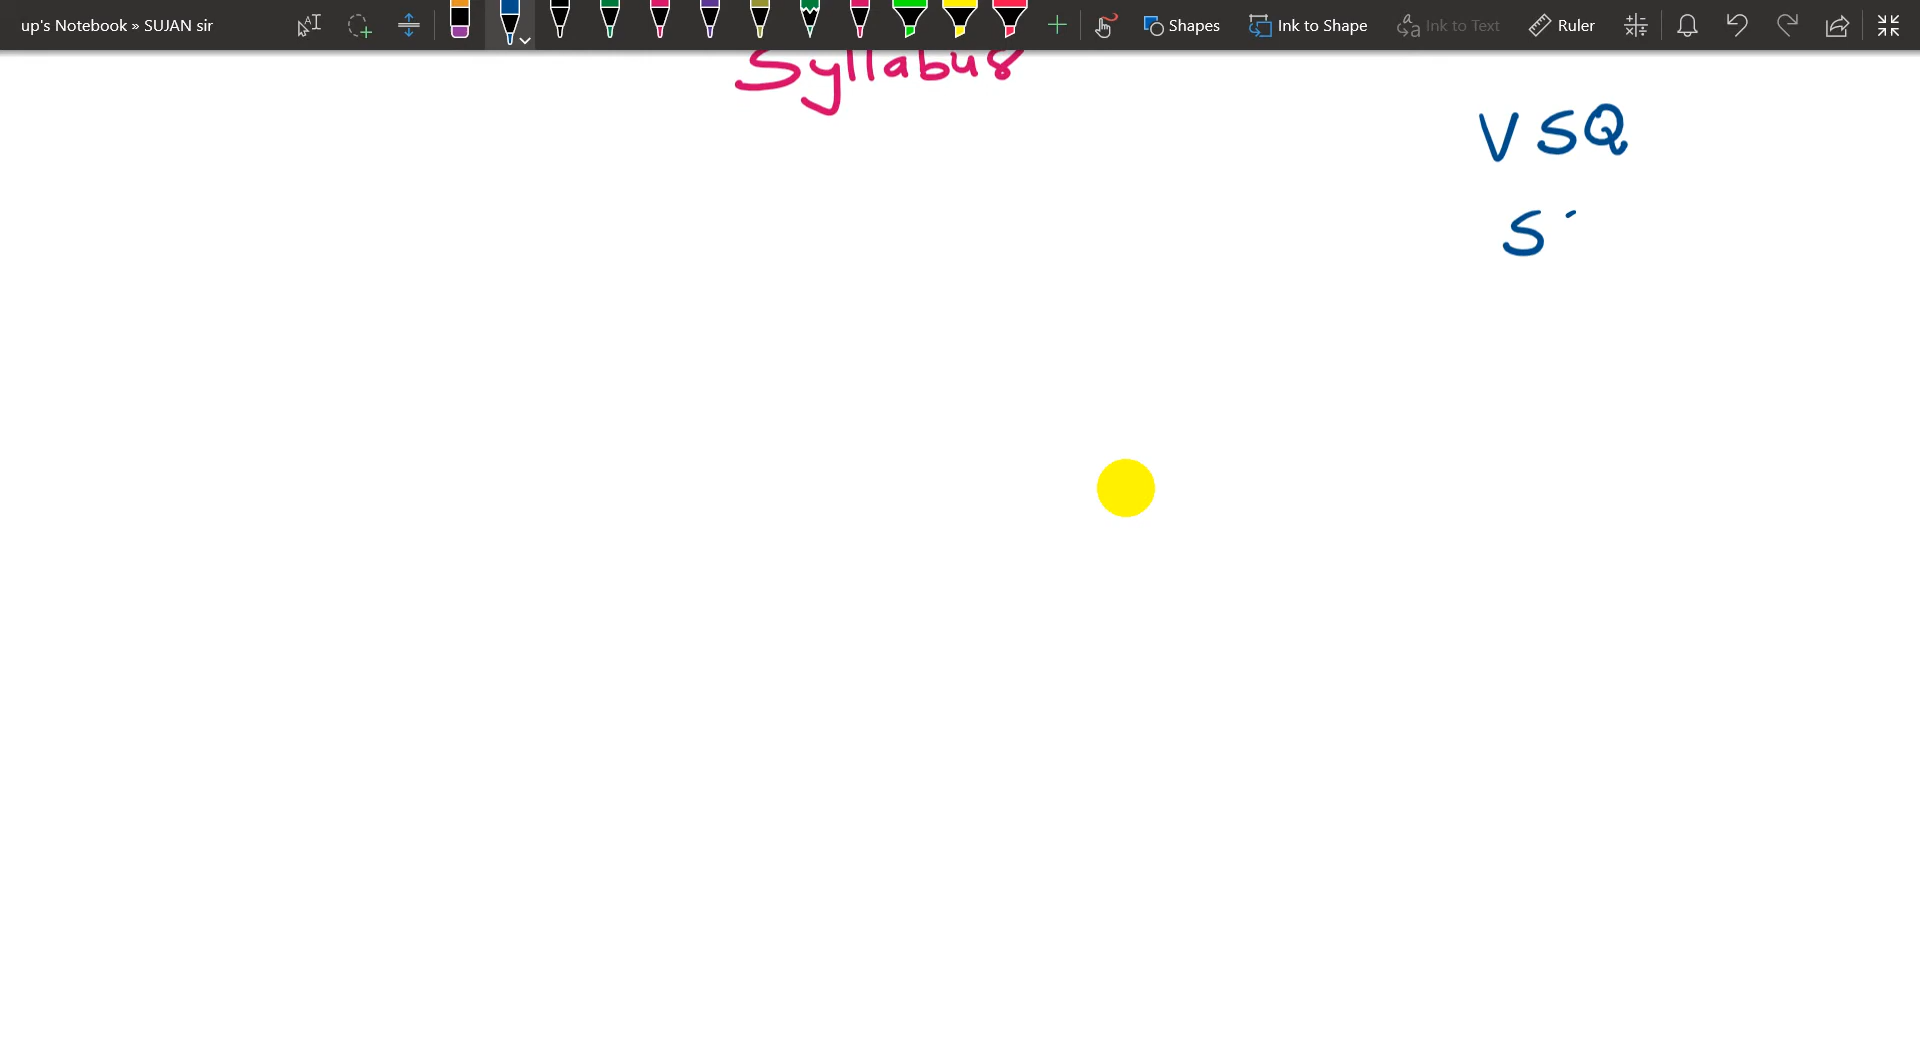 up's Notebook » SUJAN sir
Shapes
Ink to Shape
Ink to Text
Ruler
Syllabus
VSQ
S